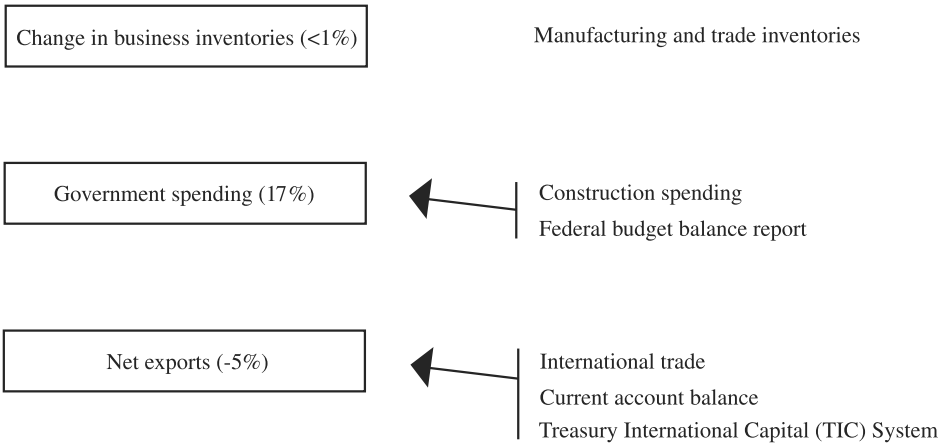 Change in business inventories (<1%)
Manufacturing and trade inventories
Government spending (17%)
Construction spending
Federal budget balance report
Net exports (-5%)
International trade
Current account balance
Treasury International Capital (TIC) System